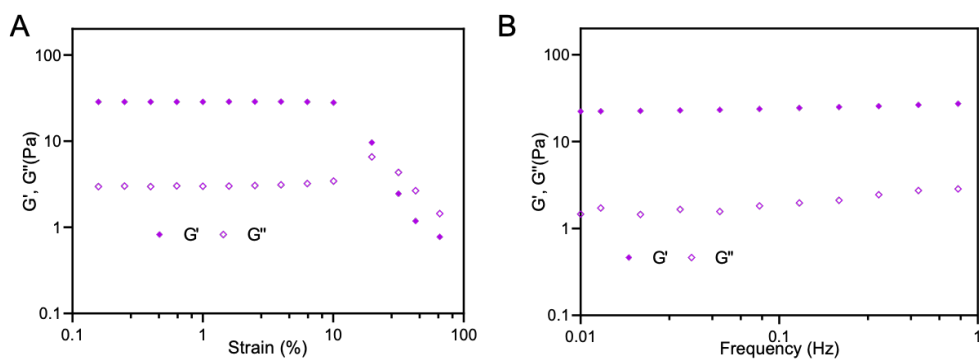 A
G', G"(Pa)
100
10
1
0.1
G' G"
0.1 1 10 100
Strain (%)
B
G', G"(Pa)
100
10
1
0.1
G' G"
0.01 0.1 1
Frequency (Hz)